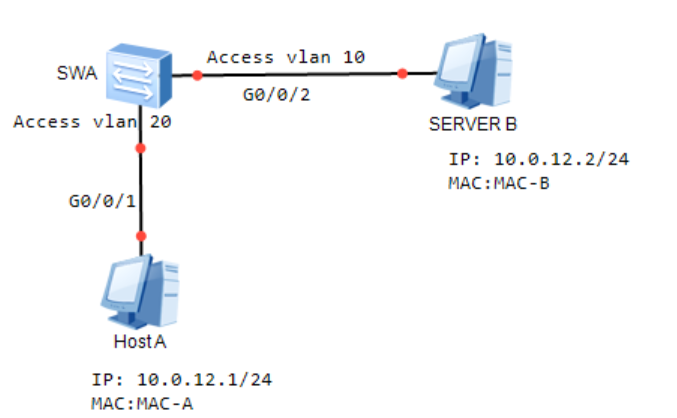 SWA
Access vlan 10
G0/0/2
SERVER B
IP: 10.0.12.2/24
MAC:MAC-B
Access vlan 20
G0/0/1
Host A
IP: 10.0.12.1/24
MAC:MAC-A